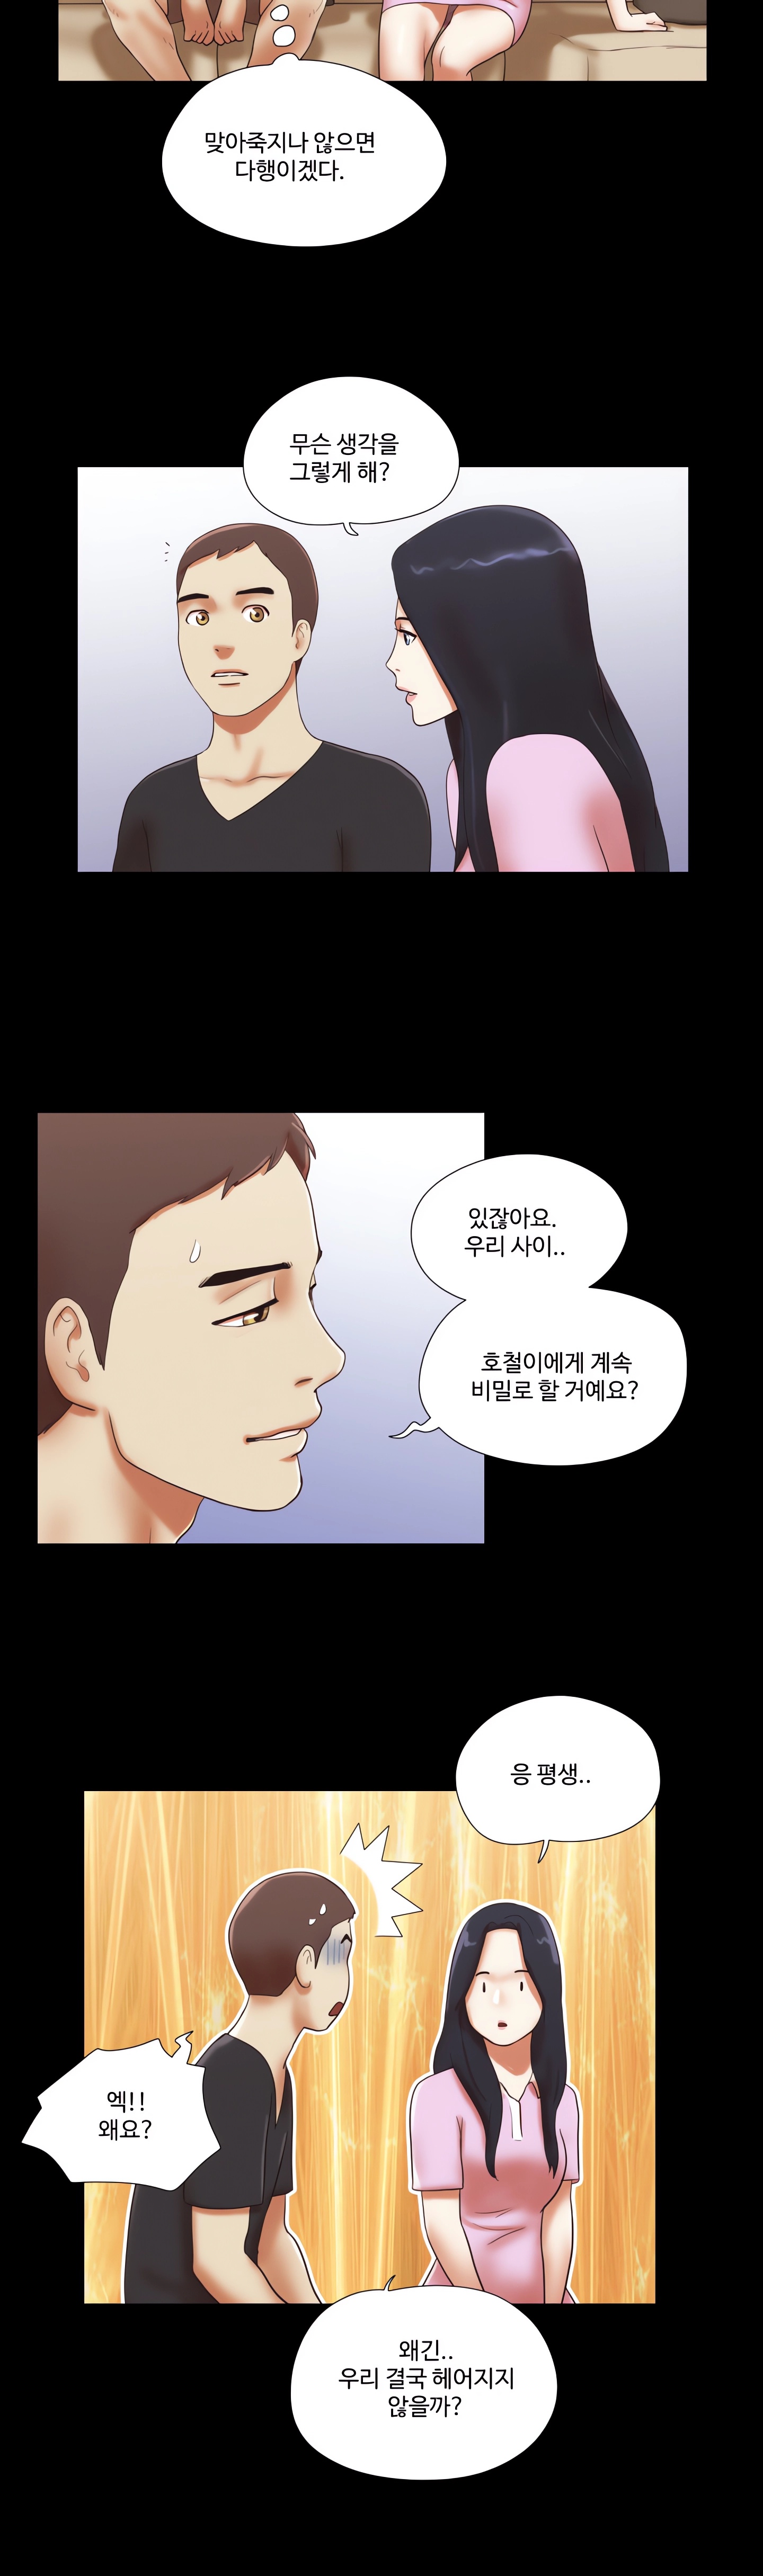 맞아죽지나 않으면
다행이겠다.
무슨 생각을
그렇게 해?
있잖아요.
우리 사이..
호철이에게 계속
비밀로 할 거예요?
응 평생..
엑!!
왜요?
왜긴..
우리 결국 헤어지지
않을까?